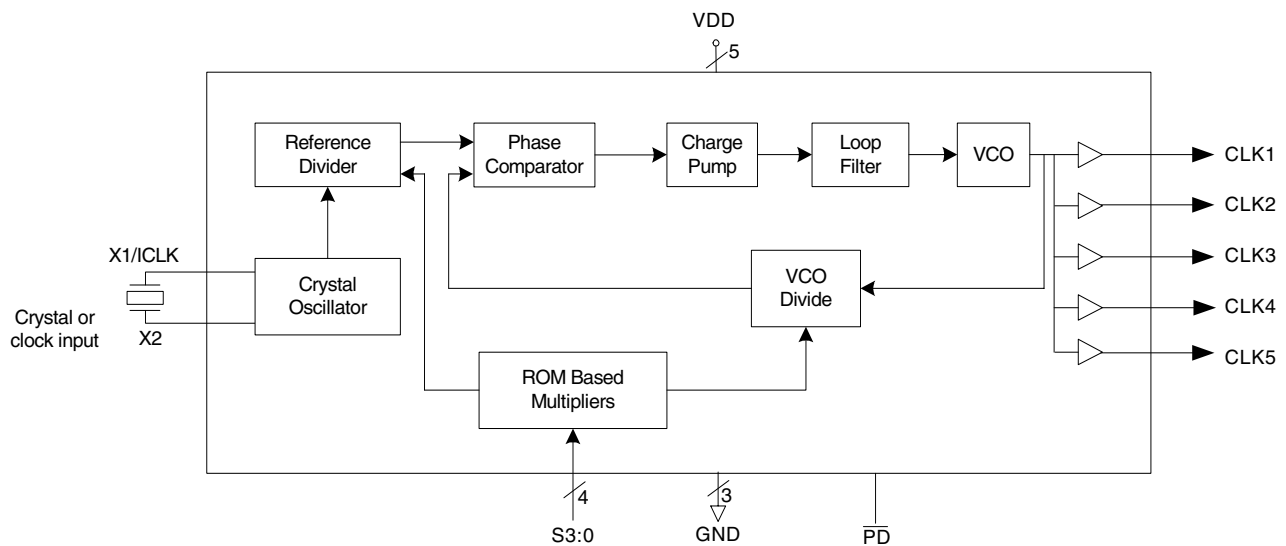 VDD
5
Reference
Divider
Phase
Comparator
Charge
Pump
Loop
Filter
VCO
CLK1
CLK2
CLK3
CLK4
CLK5
X1/ICLK
Crystal or
clock input
X2
Crystal
Oscillator
VCO
Divide
ROM Based
Multipliers
4
S3:0
3
GND
PD